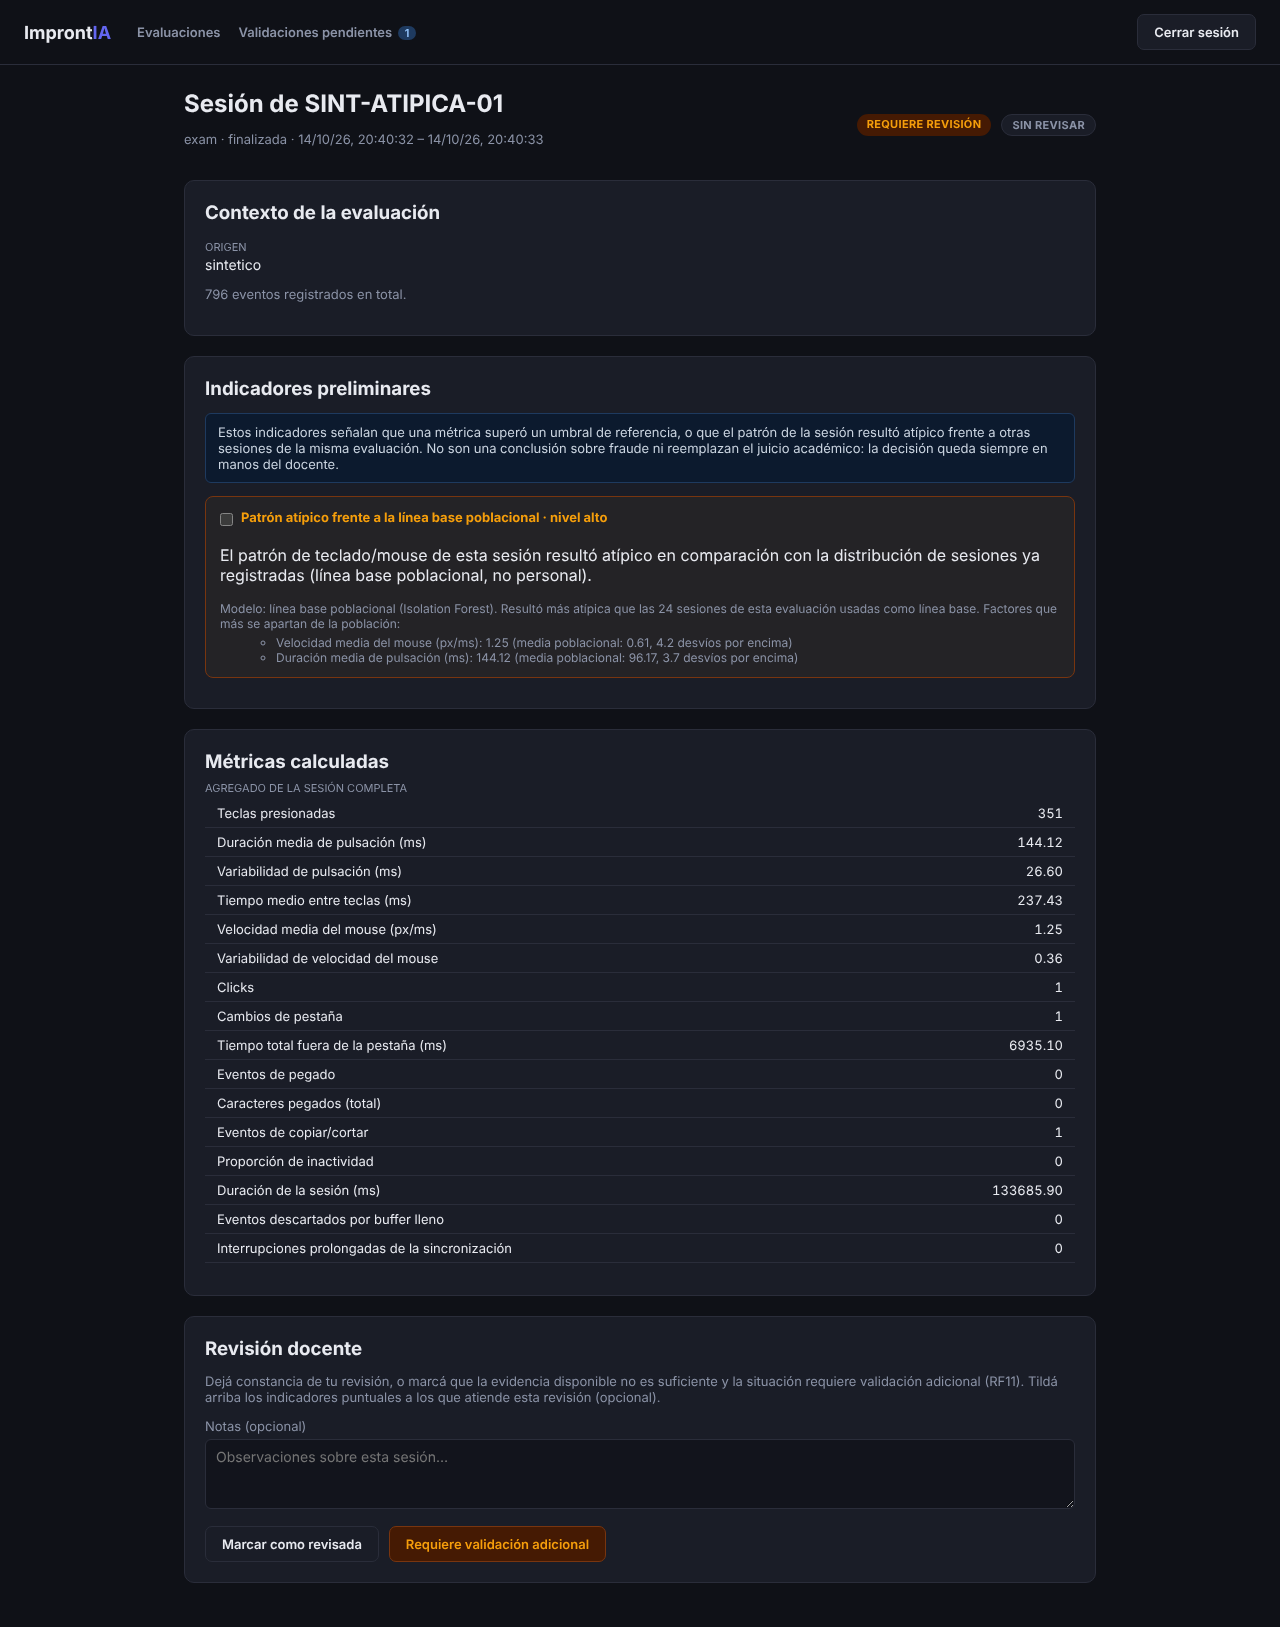 ImprontIA
Evaluaciones
Validaciones pendientes 1
Cerrar sesión
Sesión de SINT-ATIPICA-01
exam · finalizada · 14/10/26, 20:40:32 – 14/10/26, 20:40:33
REQUIERE REVISIÓN
SIN REVISAR
Contexto de la evaluación
ORIGEN
sintetico
796 eventos registrados en total.
Indicadores preliminares
Estos indicadores señalan que una métrica superó un umbral de referencia, o que el patrón de la sesión resultó atípico frente a otras
sesiones de la misma evaluación. No son una conclusión sobre fraude ni reemplazan el juicio académico: la decisión queda siempre en
manos del docente.
Patrón atípico frente a la línea base poblacional · nivel alto
El patrón de teclado/mouse de esta sesión resultó atípico en comparación con la distribución de sesiones ya
registradas (línea base poblacional, no personal).
Modelo: línea base poblacional (Isolation Forest). Resultó más atípica que las 24 sesiones de esta evaluación usadas como línea base. Factores que
más se apartan de la población:
Velocidad media del mouse (px/ms): 1.25 (media poblacional: 0.61, 4.2 desvíos por encima)
Duración media de pulsación (ms): 144.12 (media poblacional: 96.17, 3.7 desvíos por encima)
Métricas calculadas
AGREGADO DE LA SESIÓN COMPLETA
Teclas presionadas 351
Duración media de pulsación (ms) 144.12
Variabilidad de pulsación (ms) 26.60
Tiempo medio entre teclas (ms) 237.43
Velocidad media del mouse (px/ms) 1.25
Variabilidad de velocidad del mouse 0.36
Clicks 1
Cambios de pestaña 1
Tiempo total fuera de la pestaña (ms) 6935.10
Eventos de pegado 0
Caracteres pegados (total) 0
Eventos de copiar/cortar 1
Proporción de inactividad 0
Duración de la sesión (ms) 133685.90
Eventos descartados por buffer lleno 0
Interrupciones prolongadas de la sincronización 0
Revisión docente
Dejá constancia de tu revisión, o marcá que la evidencia disponible no es suficiente y la situación requiere validación adicional (RF11). Tildá
arriba los indicadores puntuales a los que atiende esta revisión (opcional).
Notas (opcional)
Observaciones sobre esta sesión...
Marcar como revisada
Requiere validación adicional